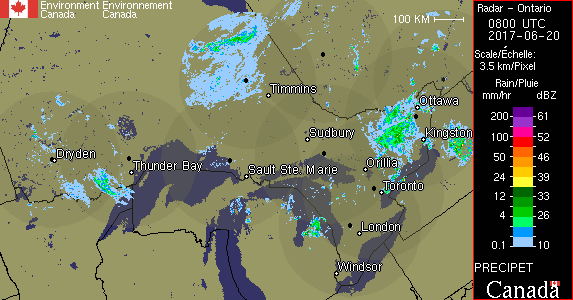 Environment Environnement
Canada Canada
100 KM
Timmins
Ottawa
Sudbury
Kingston
Dryden
Thunder Bay
Sault Ste. Marie
Orillia
Toronto
London
Windsor
Radar - Ontario
0800 UTC
2017-06-20
Scale/Échelle:
3.5 km/Pixel
Rain/Pluie
mm/hr dBZ
200 61
100 52
50 46
24 39
12 33
4 26
0.1 10
PRECIPET
Canada